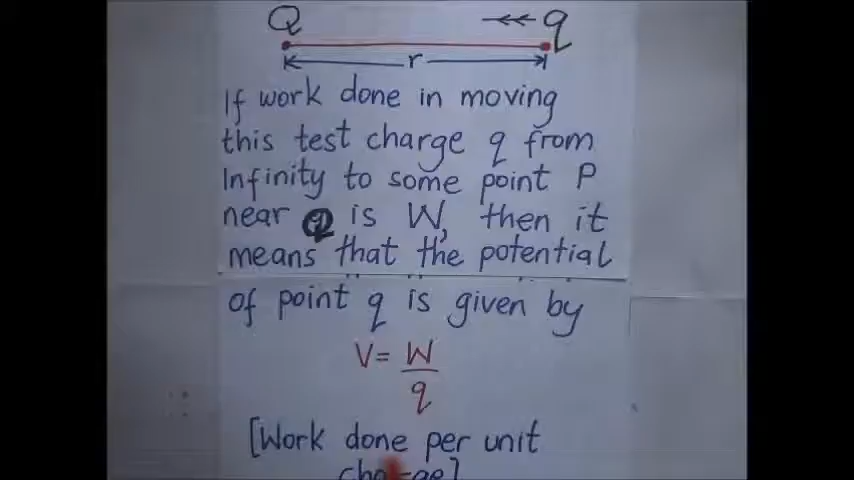 Q q
r
If work done in moving
this test charge q from
Infinity to some point P
near Q is W, then it
means that the potential
of point q is given by
V = W/q
[Work done per unit
charge]